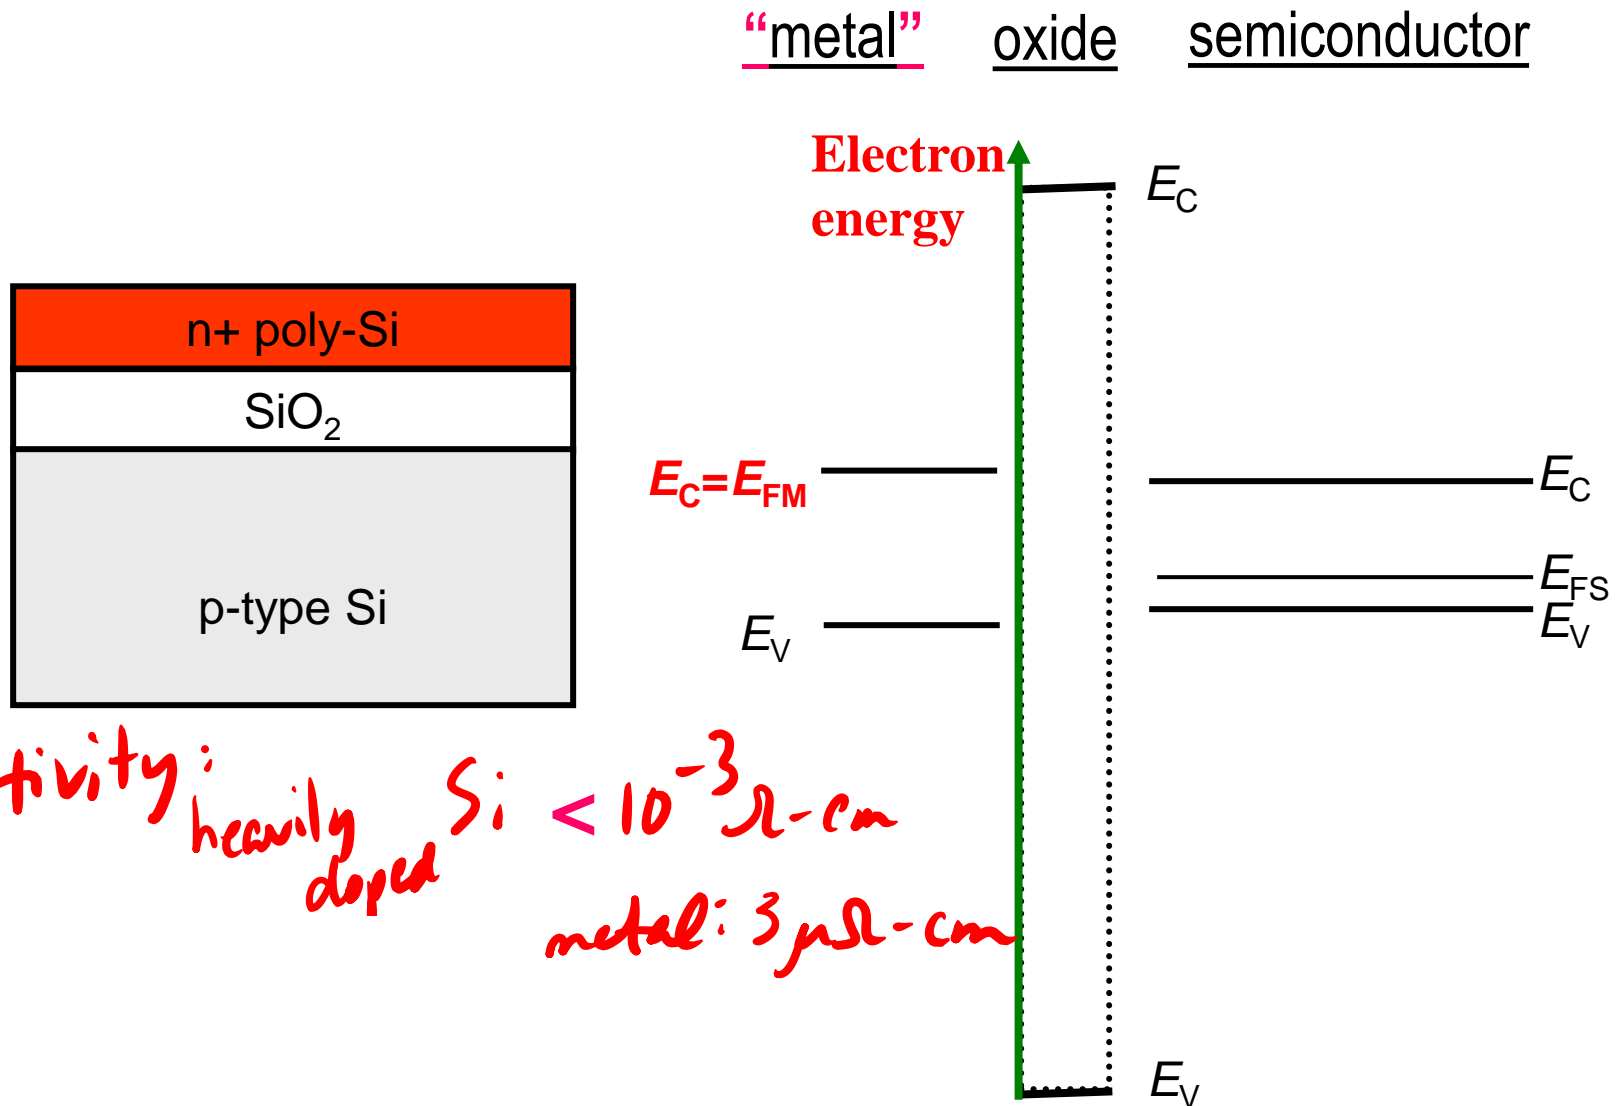 “metal” oxide semiconductor
Electron
energy
E_C
n+ poly-Si
SiO₂
p-type Si
E_C=E_FM
E_V
E_C
E_FS
E_V
tivity:
heavily
doped
Si < 10⁻³ Ω-cm
metal: 3 μΩ-cm
E_V